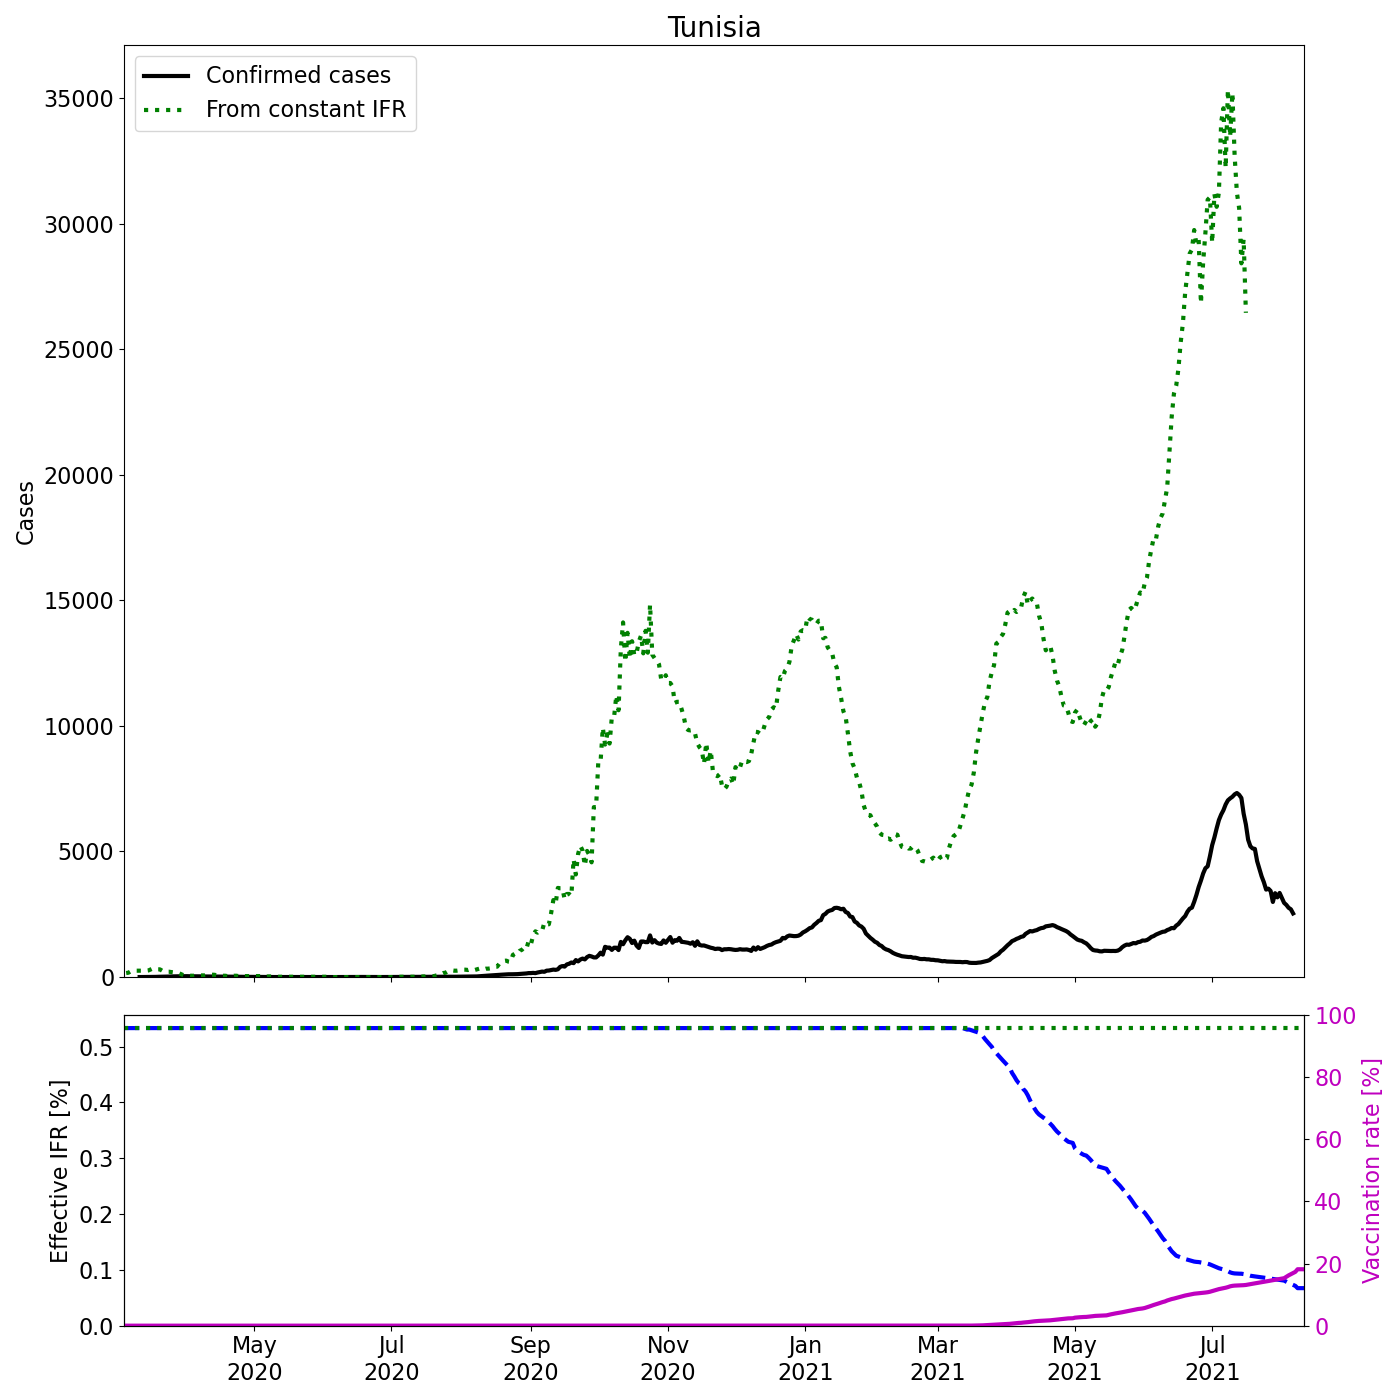 Tunisia
Confirmed cases
From constant IFR
35000
30000
25000
20000
15000
10000
5000
0
Cases
0.5
0.4
0.3
0.2
0.1
0.0
Effective IFR [%]
100
80
60
40
20
0
Vaccination rate [%]
May Jul Sep Nov Jan Mar May Jul
2020 2020 2020 2020 2021 2021 2021 2021